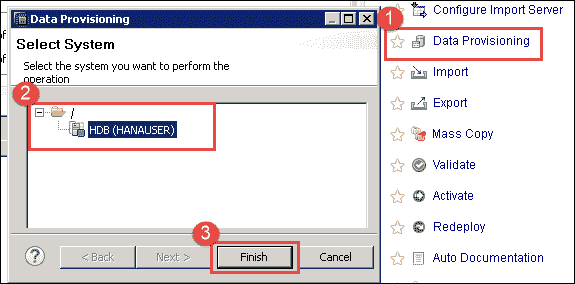 Data Provisioning
Select System
Select the system you want to perform the
operation
2
/
HDB (HANAUSER)
3
?
< Back
Next >
Finish
Cancel
Configure Import Server
1
Data Provisioning
Import
Export
Mass Copy
Validate
Activate
Redeploy
Auto Documentation